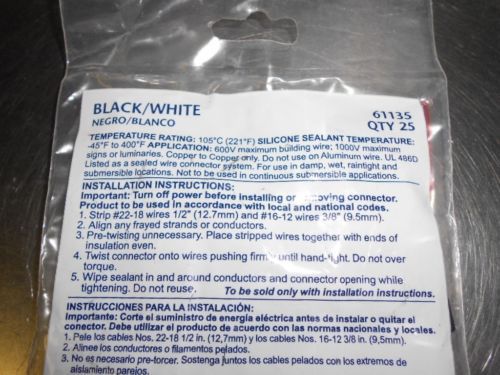 BLACK/WHITE
NEGRO/BLANCO
61135
QTY 25
TEMPERATURE RATING: 105°C (221°F) SILICONE SEALANT TEMPERATURE:
-45°F to 400°F APPLICATION: 600V maximum building wire; 1000V maximum
signs or luminaries. Copper to Copper only. Do not use on Aluminum wire. UL 486D
Listed as a sealed wire connector system. For use in damp, wet, raintight and
submersible locations. Not to be used in continuous submersible applications.
INSTALLATION INSTRUCTIONS:
Important: Turn off power before installing or removing connector.
Product to be used in accordance with local and national codes.
1. Strip #22-18 wires 1/2" (12.7mm) and #16-12 wires 3/8" (9.5mm).
2. Align any frayed strands or conductors.
3. Pre-twisting unnecessary. Place stripped wires together with ends of
insulation even.
4. Twist connector onto wires pushing firmly until hand-tight. Do not over
torque.
5. Wipe sealant in and around conductors and connector opening while
tightening. Do not reuse. To be sold only with installation instructions.
INSTRUCCIONES PARA LA INSTALACIÓN:
Importante: Corte el suministro de energía eléctrica antes de instalar o quitar el
conector. Debe utilizar el producto de acuerdo con las normas nacionales y locales.
1. Pele los cables Nos. 22-18 1/2 in. (12,7mm) y los cables Nos. 16-12 3/8 in. (9,5mm).
2. Alinee los conductores o filamentos pelados.
3. No es necesario pre-torcer. Sostenga juntos los cables pelados con los extremos de
aislamiento parejos.